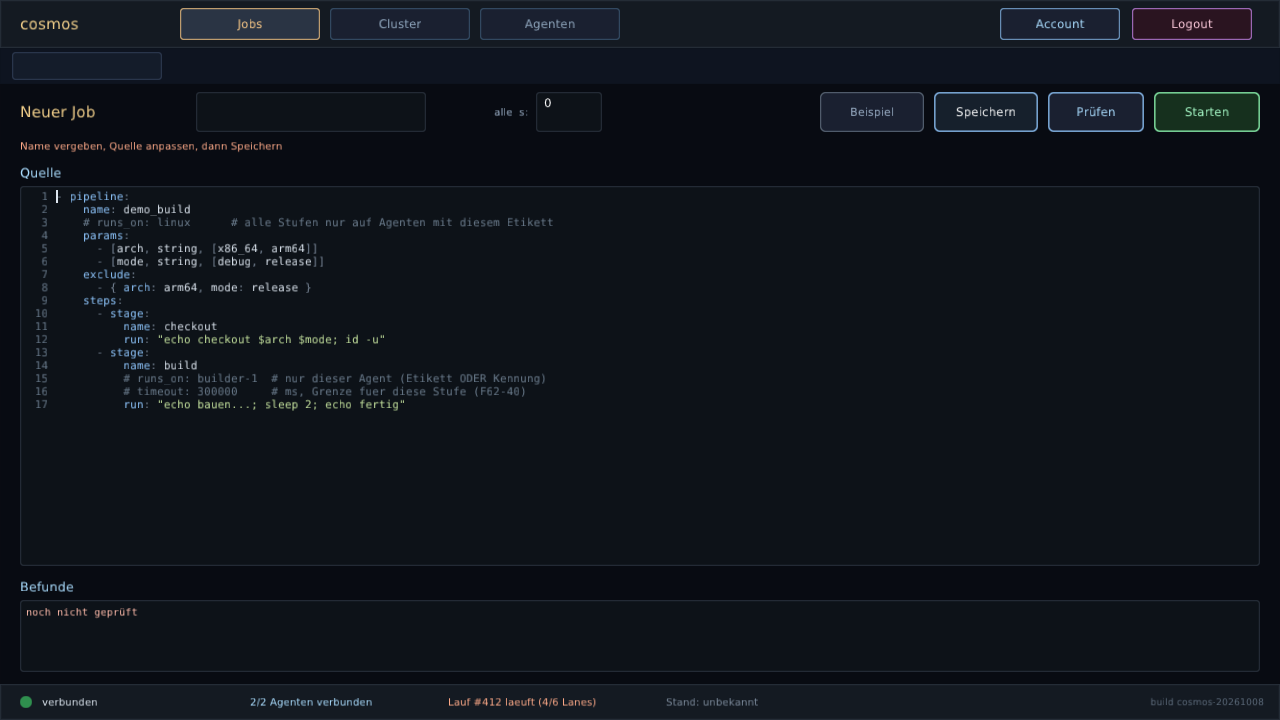 cosmos Jobs Cluster Agenten Account Logout
Neuer Job alle s: 0 Beispiel Speichern Prüfen Starten
Name vergeben, Quelle anpassen, dann Speichern
Quelle
1 - pipeline:
2 name: demo_build
3 # runs_on: linux # alle Stufen nur auf Agenten mit diesem Etikett
4 params:
5 - [arch, string, [x86_64, arm64]]
6 - [mode, string, [debug, release]]
7 exclude:
8 - { arch: arm64, mode: release }
9 steps:
10 - stage:
11 name: checkout
12 run: "echo checkout $arch $mode; id -u"
13 - stage:
14 name: build
15 # runs_on: builder-1 # nur dieser Agent (Etikett ODER Kennung)
16 # timeout: 300000 # ms, Grenze fuer diese Stufe (F62-40)
17 run: "echo bauen...; sleep 2; echo fertig"
Befunde
noch nicht geprüft
verbunden 2/2 Agenten verbunden Lauf #412 laeuft (4/6 Lanes) Stand: unbekannt build cosmos-20261008